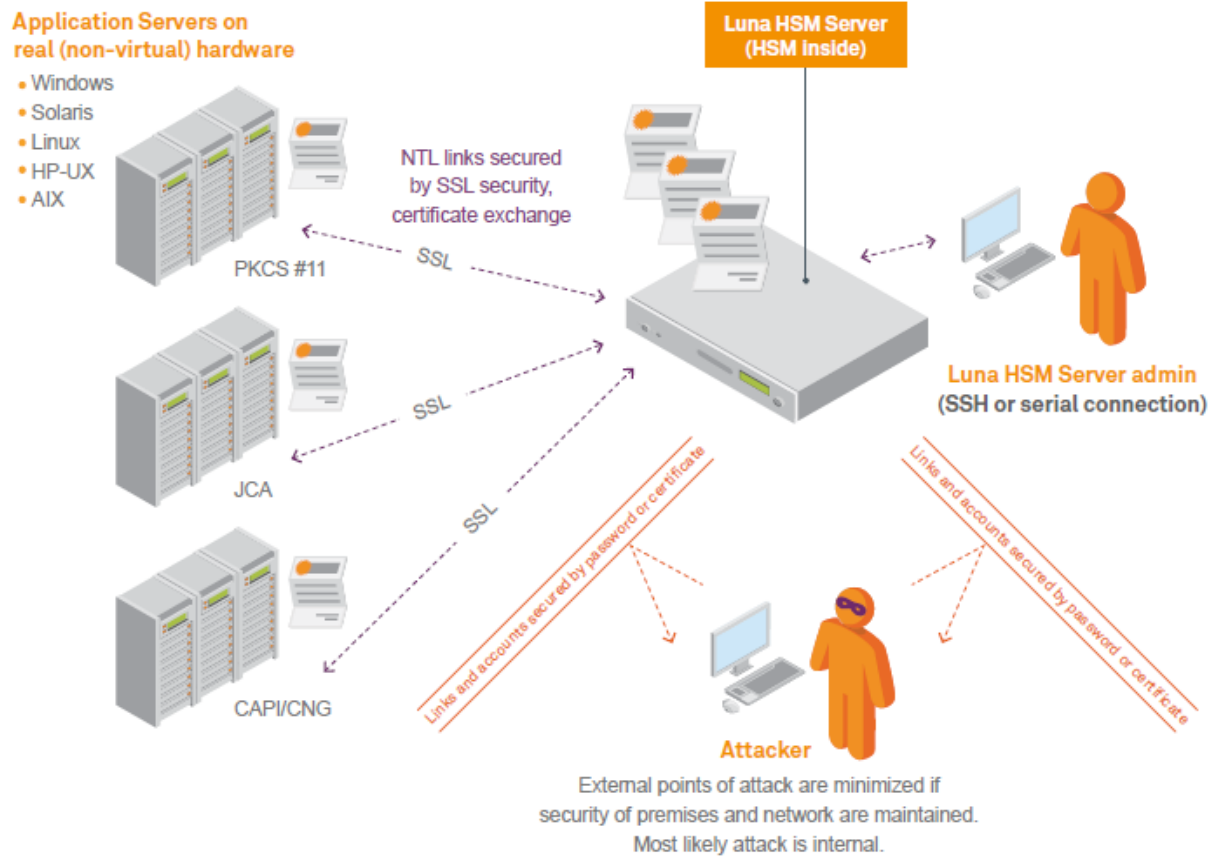 Application Servers on
real (non-virtual) hardware
• Windows
• Solaris
• Linux
• HP-UX
• AIX
Luna HSM Server
(HSM inside)
NTL links secured
by SSL security,
certificate exchange
SSL
PKCS #11
SSL
JCA
SSL
CAPI/CNG
Luna HSM Server admin
(SSH or serial connection)
Links and accounts secured by password or certificate
Links and accounts secured by password or certificate
Attacker
External points of attack are minimized if
security of premises and network are maintained.
Most likely attack is internal.